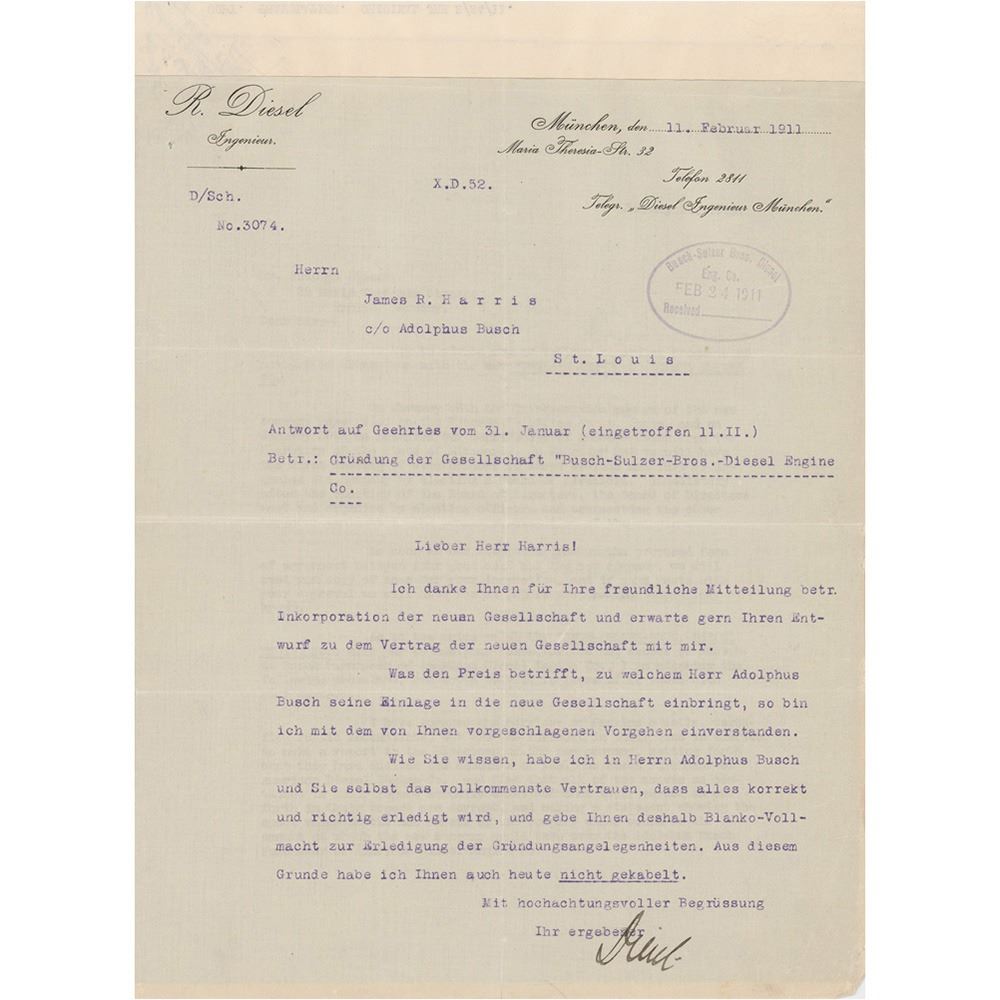 R. Diesel
Ingenieur.
München, den 11. Februar 1911
Maria Theresia-Str. 32
Telefon 2811
Telegr. „Diesel Ingenieur München."
D/Sch.
X.D.52.
No.3074.
Busch-Sulzer Bros. Diesel
Eng. Co.
FEB 24 1911
Received
Herrn
James R. H a r r i s
c/o Adolphus Busch
S t. L o u i s
Antwort auf Geehrtes vom 31. Januar (eingetroffen 11.II.)
Betr.: Gründung der Gesellschaft "Busch-Sulzer-Bros.-Diesel Engine
Co.
Lieber Herr Harris!
Ich danke Ihnen für Ihre freundliche Mitteilung betr.
Inkorporation der neuen Gesellschaft und erwarte gern Ihren Ent-
wurf zu dem Vertrag der neuen Gesellschaft mit mir.
Was den Preis betrifft, zu welchem Herr Adolphus
Busch seine Einlage in die neue Gesellschaft einbringt, so bin
ich mit dem von Ihnen vorgeschlagenen Vorgehen einverstanden.
Wie Sie wissen, habe ich in Herrn Adolphus Busch
und Sie selbst das vollkommenste Vertrauen, dass alles korrekt
und richtig erledigt wird, und gebe Ihnen deshalb Blanko-Voll-
macht zur Erledigung der Gründungsangelegenheiten. Aus diesem
Grunde habe ich Ihnen auch heute nicht gekabelt.
Mit hochachtungsvoller Begrüssung
Ihr ergebener
Diesel